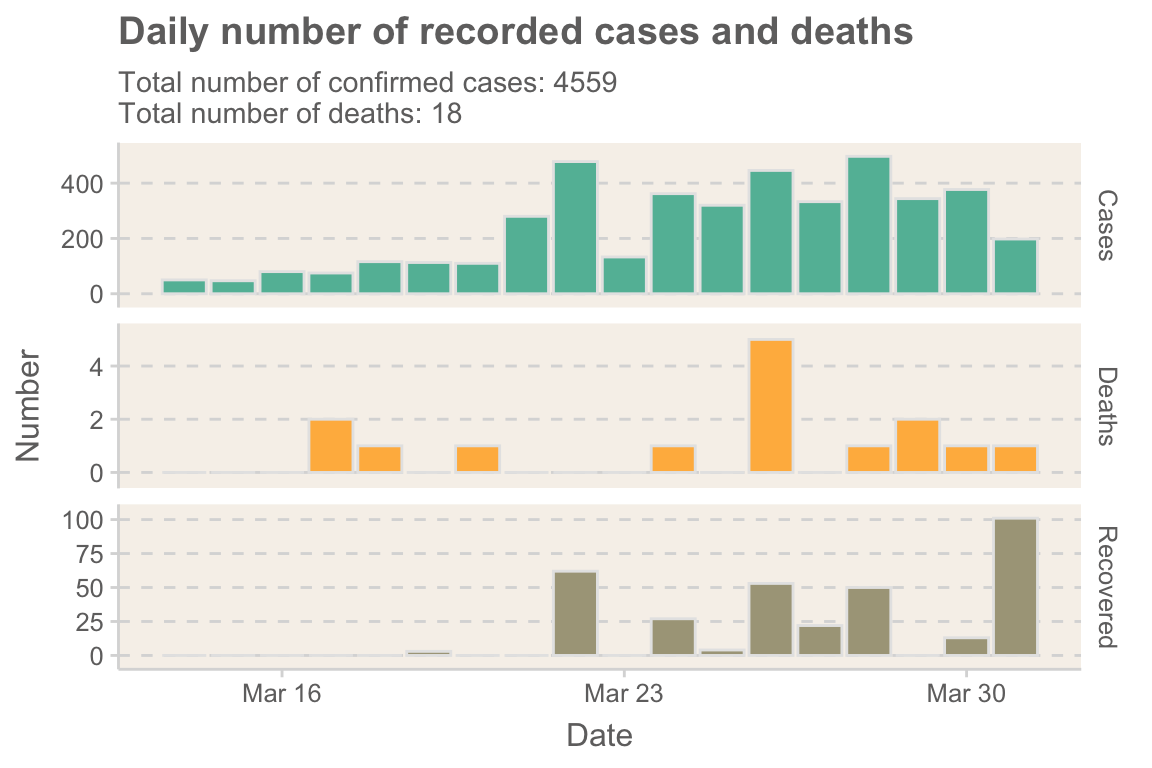 Daily number of recorded cases and deaths
Total number of confirmed cases: 4559
Total number of deaths: 18
400
200
0
Cases
Number
4
2
0
Deaths
100
75
50
25
0
Recovered
Mar 16 Mar 23 Mar 30
Date